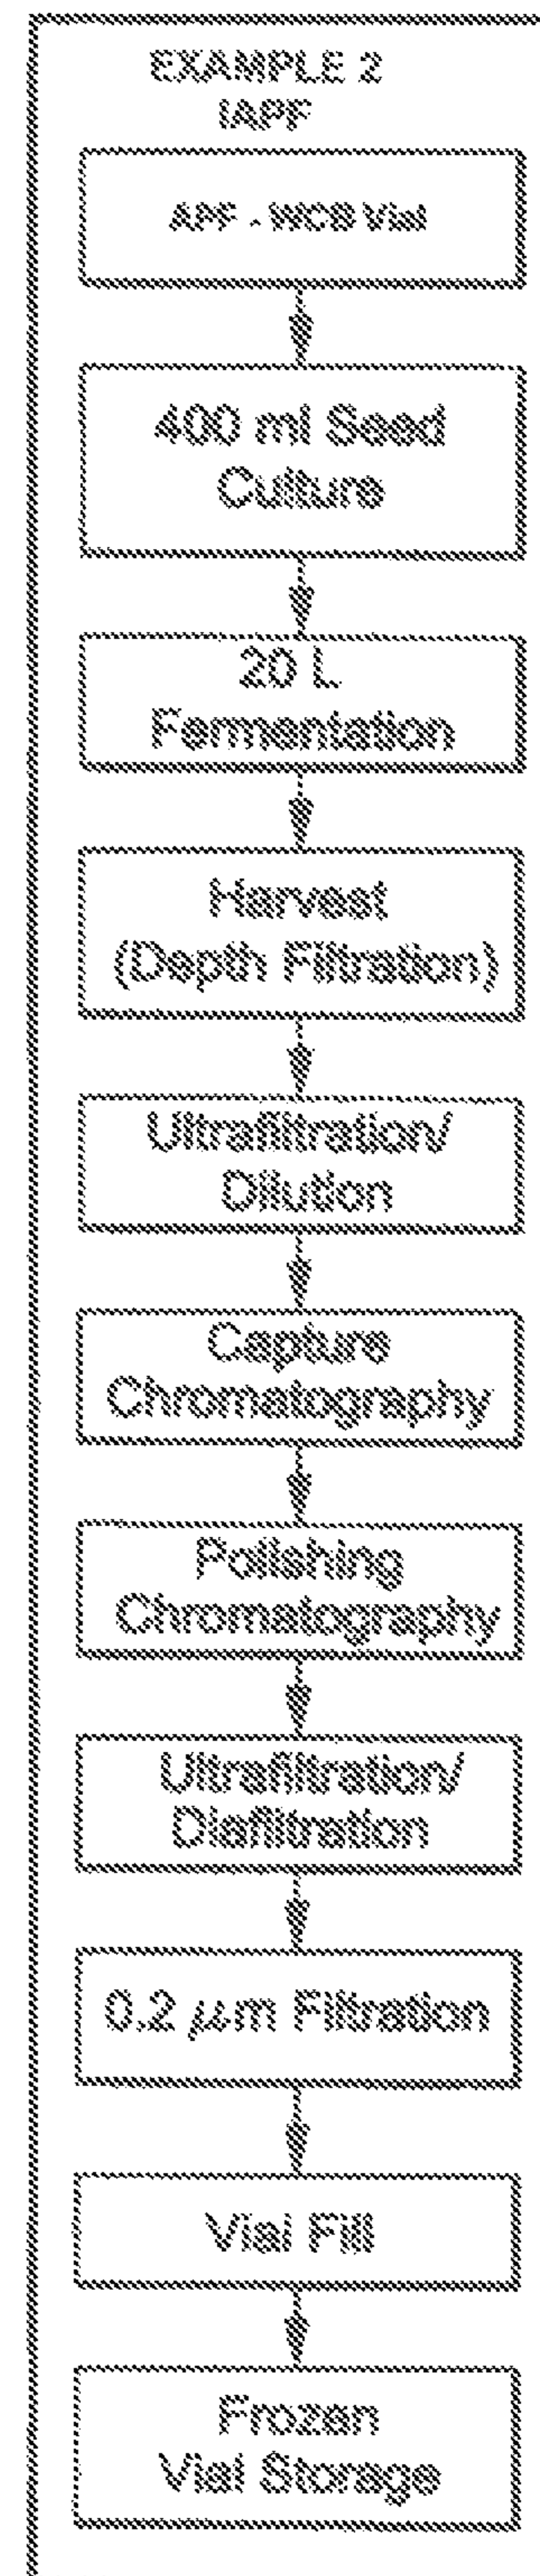 EXAMPLE 2
IAPF
APF - WCB Vial
400 ml Seed
Culture
20 L
Fermentation
Harvest
(Depth Filtration)
Ultrafiltration/
Dilution
Capture
Chromatography
Polishing
Chromatography
Ultrafiltration/
Diafiltration
0.2 μm Filtration
Vial Fill
Frozen
Vial Storage